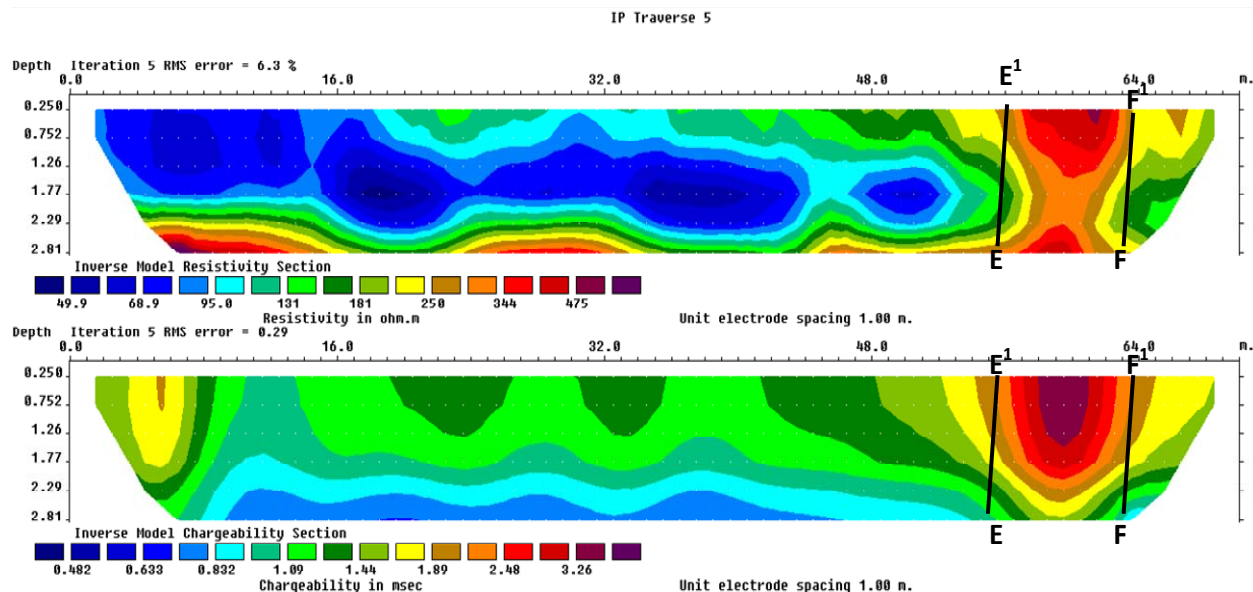 IP Traverse 5
Depth Iteration 5 RMS error = 6.3 %
0.0 16.0 32.0 48.0 64.0 m.
E¹ F¹
0.250
0.752
1.26
1.77
2.29
2.81
E F
Inverse Model Resistivity Section
49.9 68.9 95.0 131 181 250 344 475
Resistivity in ohm.m Unit electrode spacing 1.00 m.
Depth Iteration 5 RMS error = 0.29
0.0 16.0 32.0 48.0 64.0 m.
E¹ F¹
0.250
0.752
1.26
1.77
2.29
2.81
E F
Inverse Model Chargeability Section
0.482 0.633 0.832 1.09 1.44 1.89 2.48 3.26
Chargeability in msec Unit electrode spacing 1.00 m.